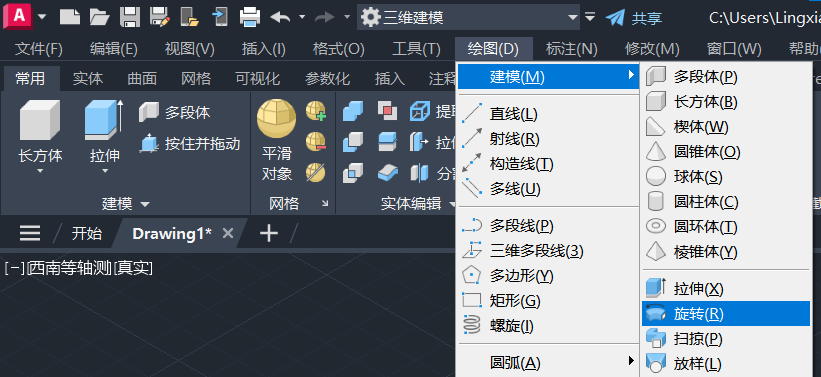 A 三维建模 共享 C:\Users\Lingxia
文件(F) 编辑(E) 视图(V) 插入(I) 格式(O) 工具(T) 绘图(D) 标注(N) 修改(M) 窗口(W) 帮助
常用 实体 曲面 网格 可视化 参数化 插入 注释
长方体
拉伸
多段体
按住并拖动
建模
平滑
对象
网格
提取
拉伸
实体编辑
开始 Drawing1*
[−][西南等轴测][真实]
建模(M)
直线(L)
射线(R)
构造线(T)
多线(U)
多段线(P)
三维多段线(3)
多边形(Y)
矩形(G)
螺旋(I)
圆弧(A)
多段体(P)
长方体(B)
楔体(W)
圆锥体(O)
球体(S)
圆柱体(C)
圆环体(T)
棱锥体(Y)
拉伸(X)
旋转(R)
扫掠(P)
放样(L)